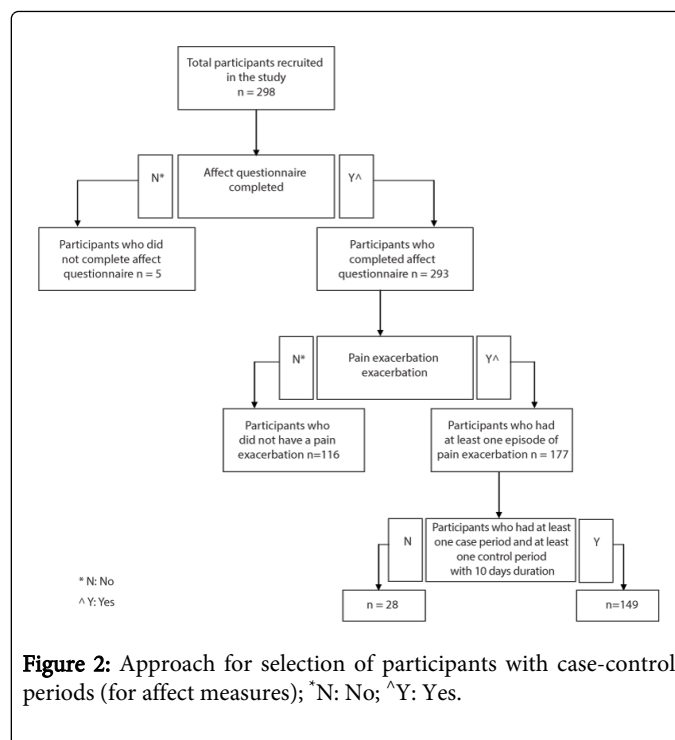 Total participants recruited
in the study
n = 298
N*
Affect questionnaire
completed
Y^
Participants who did
not complete affect
questionnaire n = 5
Participants who
completed affect
questionnaire n = 293
N*
Pain exacerbation
exacerbation
Y^
Participants who
did not have a pain
exacerbation n=116
Participants who had
at least one episode of
pain exacerbation n = 177
N
Participants who had at least
one case period and at least
one control period
with 10 days duration
Y
* N: No
^ Y: Yes
n = 28
n=149
Figure 2: Approach for selection of participants with case-control
periods (for affect measures); *N: No; ^Y: Yes.